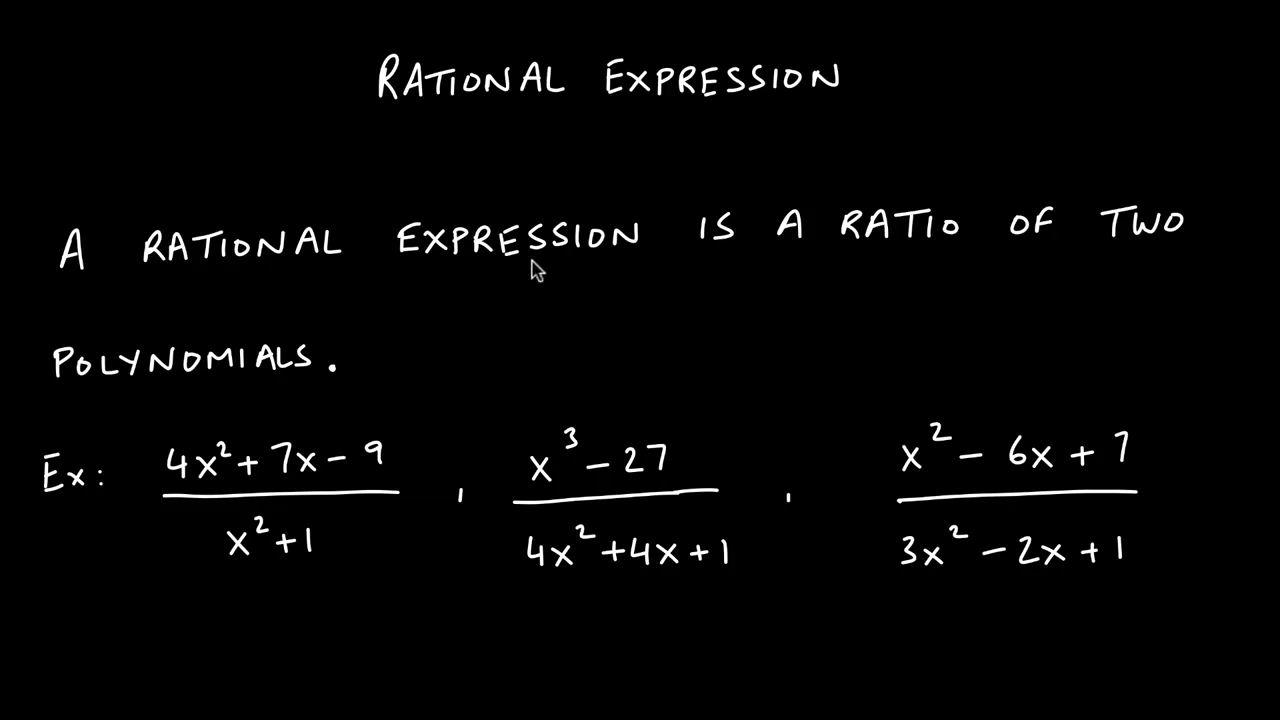 RATIONAL EXPRESSION
A RATIONAL EXPRESSION IS A RATIO OF TWO
POLYNOMIALS.
Ex: (4x²+7x-9)/(x²+1) , (x³-27)/(4x²+4x+1) , (x²-6x+7)/(3x²-2x+1)